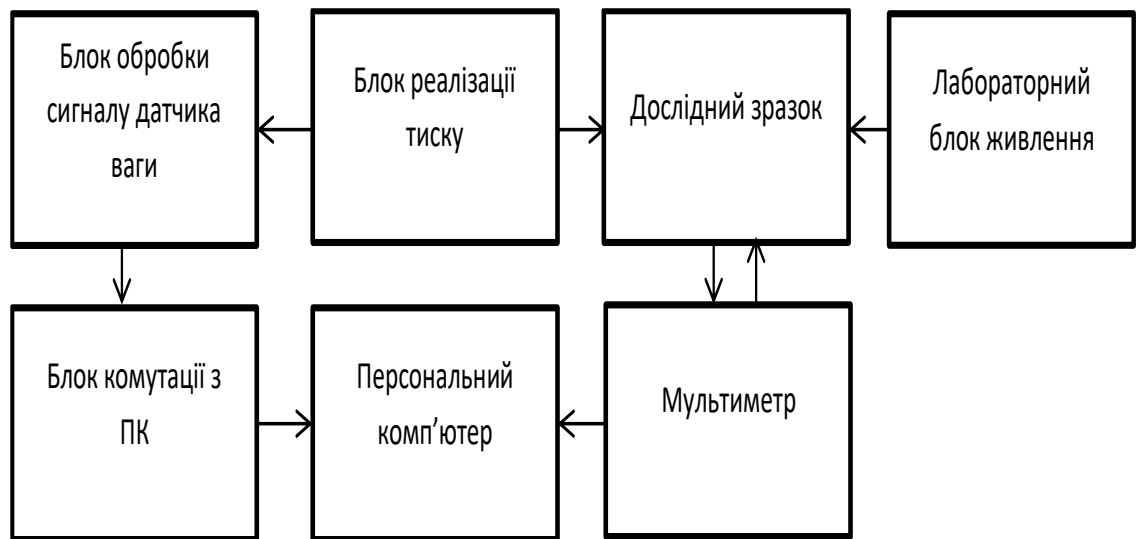 Блок обробки
сигналу датчика
ваги
Блок реалізації
тиску
Дослідний зразок
Лабораторний
блок живлення
Блок комутації з
ПК
Персональний
комп’ютер
Мультиметр